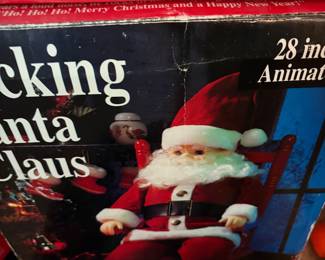 "Ho! Ho! Ho! Merry Christmas and a Happy New Year!"
cking
anta
Claus
28 inc
Animat